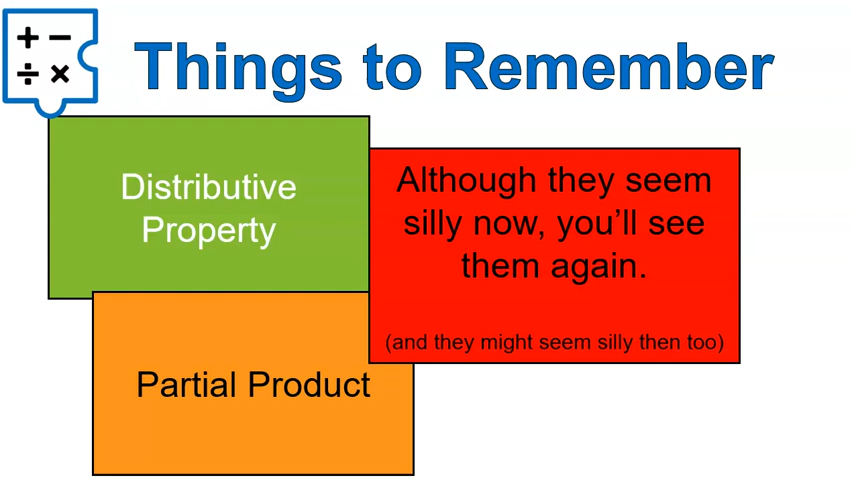 Things to Remember
Distributive
Property
Although they seem
silly now, you'll see
them again.
(and they might seem silly then too)
Partial Product